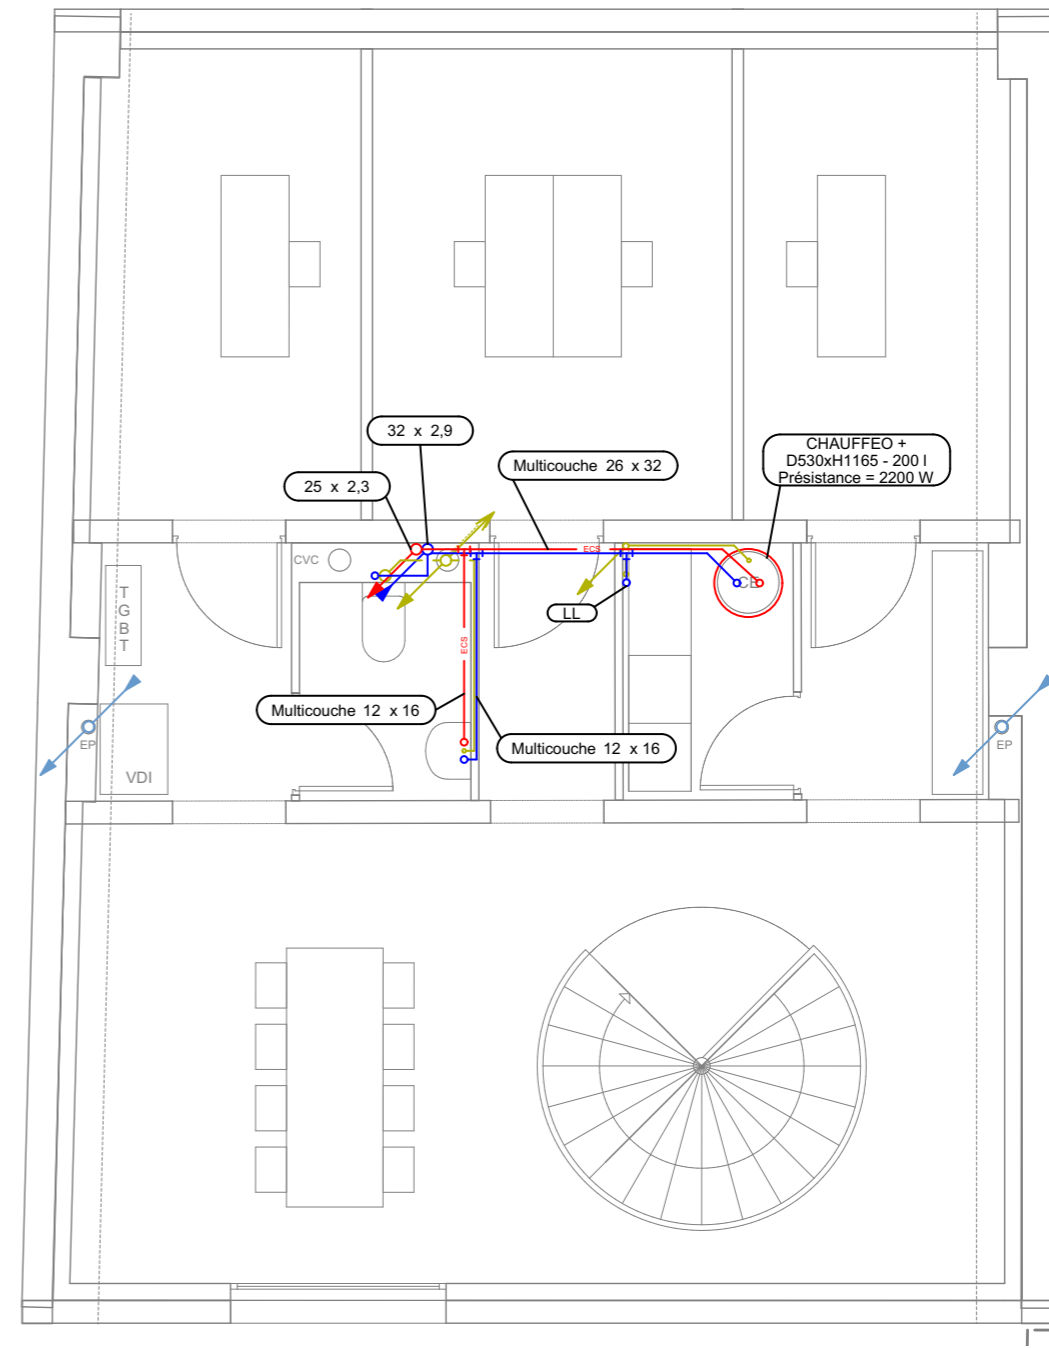 32 x 2,9
25 x 2,3
Multicouche 26 x 32
CHAUFFEO +
D530xH1165 - 200 l
Présistance = 2200 W
CVC
ECS
CE
TGBT
LL
ECS
Multicouche 12 x 16
Multicouche 12 x 16
EP
EP
VDI